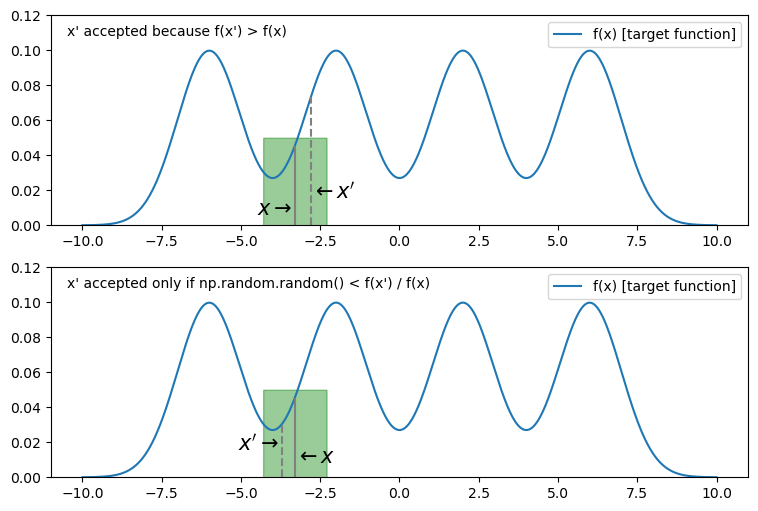 0.12
x' accepted because f(x') > f(x)
f(x) [target function]
0.10
0.08
0.06
0.04
0.02
←x′
x→
0.00
−10.0 −7.5 −5.0 −2.5 0.0 2.5 5.0 7.5 10.0
0.12
x' accepted only if np.random.random() < f(x') / f(x)
f(x) [target function]
0.10
0.08
0.06
0.04
0.02
x′→
←x
0.00
−10.0 −7.5 −5.0 −2.5 0.0 2.5 5.0 7.5 10.0